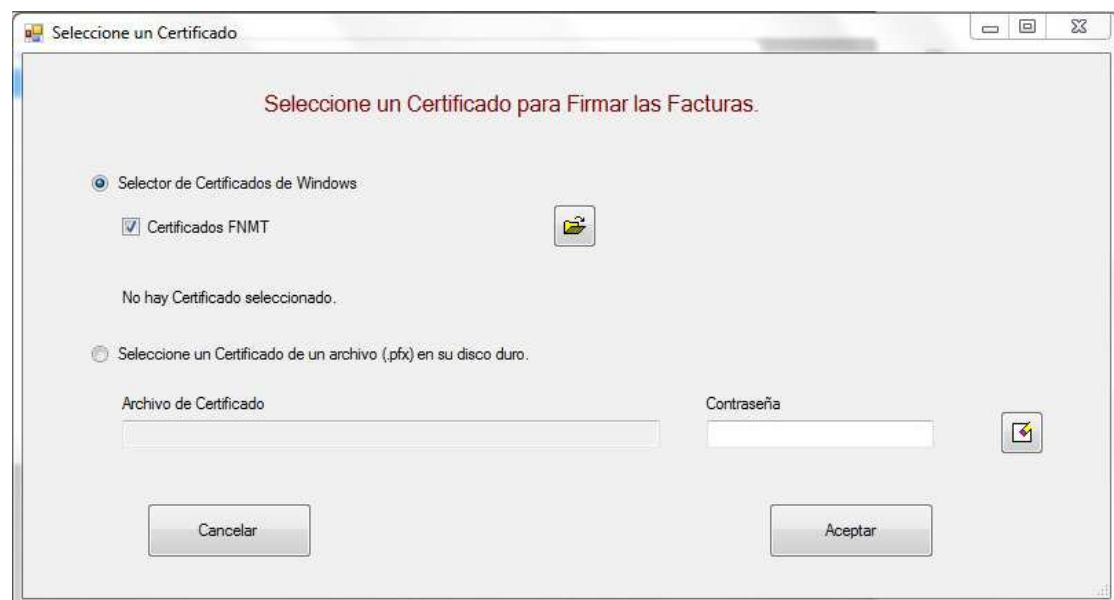 Seleccione un Certificado
Seleccione un Certificado para Firmar las Facturas.
Selector de Certificados de Windows
Certificados FNMT
No hay Certificado seleccionado.
Seleccione un Certificado de un archivo (.pfx) en su disco duro.
Archivo de Certificado Contraseña
Cancelar Aceptar